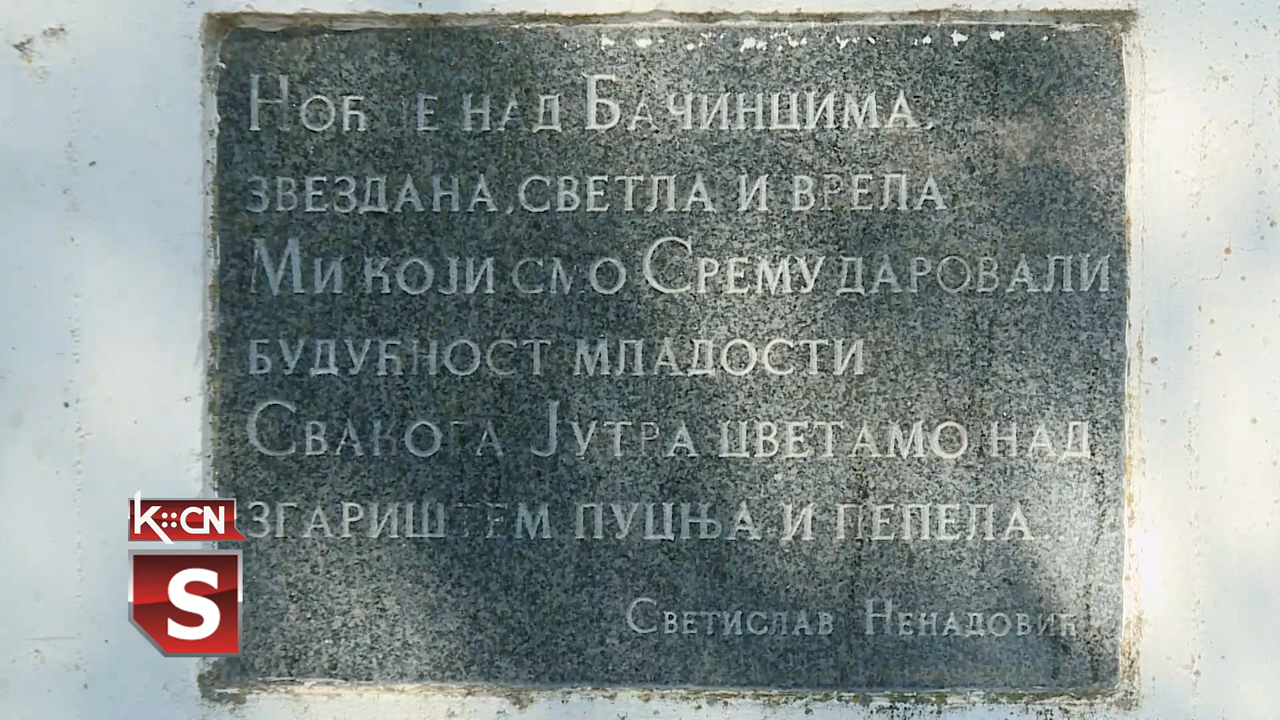 Ноћ је над Бачинцима,
звездана, светла и врела
Ми који смо Срему даровали
будућност младости
Свакога Јутра цветамо над
згариштем пуцња и пепела...
Светислав Ненадовић
K::CN
S